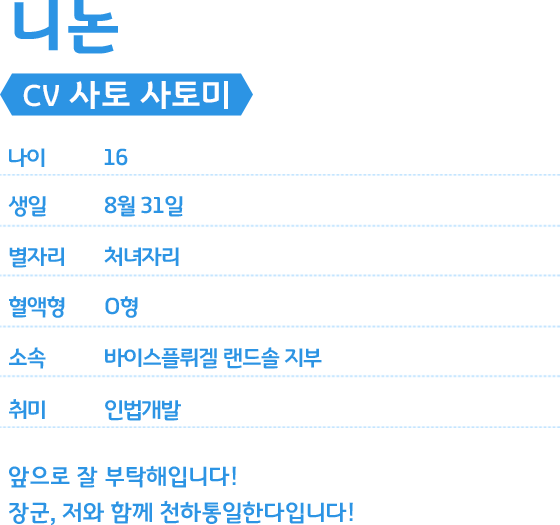 니논
CV 사토 사토미
나이 16
생일 8월 31일
별자리 처녀자리
혈액형 O형
소속 바이스플뤼겔 랜드솔 지부
취미 인법개발
앞으로 잘 부탁해입니다!
장군, 저와 함께 천하통일한다입니다!